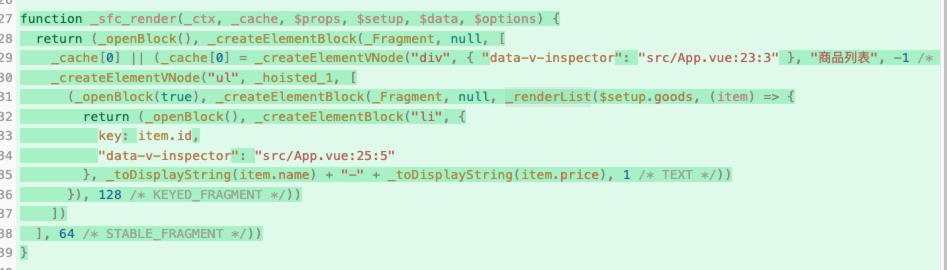 27 function _sfc_render(_ctx, _cache, $props, $setup, $data, $options) {
28 return (_openBlock(), _createElementBlock(_Fragment, null, [
29 _cache[0] || (_cache[0] = _createElementVNode("div", { "data-v-inspector": "src/App.vue:23:3" }, "商品列表", -1 /*
30 _createElementVNode("ul", _hoisted_1, [
31 (_openBlock(true), _createElementBlock(_Fragment, null, _renderList($setup.goods, (item) => {
32 return (_openBlock(), _createElementBlock("li", {
33 key: item.id,
34 "data-v-inspector": "src/App.vue:25:5"
35 }, _toDisplayString(item.name) + "-" + _toDisplayString(item.price), 1 /* TEXT */))
36 }), 128 /* KEYED_FRAGMENT */))
37 ])
38 ], 64 /* STABLE_FRAGMENT */))
39 }